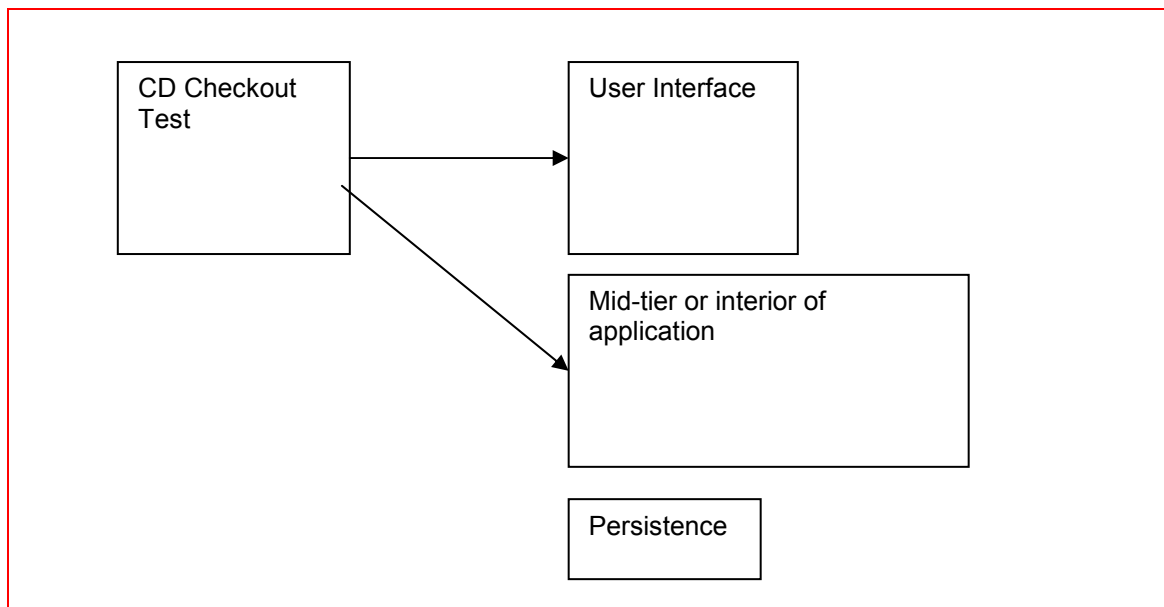 CD Checkout
Test
User Interface
Mid-tier or interior of
application
Persistence